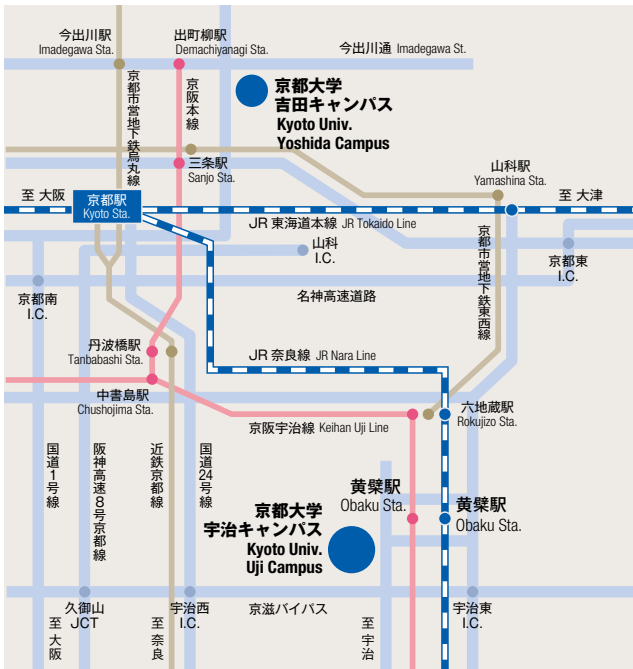 今出川駅
Imadegawa Sta.
出町柳駅
Demachiyanagi Sta.
今出川通 Imadegawa St.
京都市営地下鉄烏丸線
京阪本線
京都大学
吉田キャンパス
Kyoto Univ.
Yoshida Campus
三条駅
Sanjo Sta.
山科駅
Yamashina Sta.
至 大阪
京都駅
Kyoto Sta.
至 大津
JR 東海道本線 JR Tokaido Line
山科
I.C.
京都市営地下鉄東西線
京都東
I.C.
京都南
I.C.
名神高速道路
丹波橋駅
Tanbabashi Sta.
JR 奈良線 JR Nara Line
中書島駅
Chushojima Sta.
六地蔵駅
Rokujizo Sta.
京阪宇治線 Keihan Uji Line
国道1号線
阪神高速8号京都線
近鉄京都線
国道24号線
黄檗駅
Obaku Sta.
黄檗駅
Obaku Sta.
京都大学
宇治キャンパス
Kyoto Univ.
Uji Campus
久御山
JCT
宇治西
I.C.
京滋バイパス
宇治東
I.C.
至 大阪
至 奈良
至 宇治